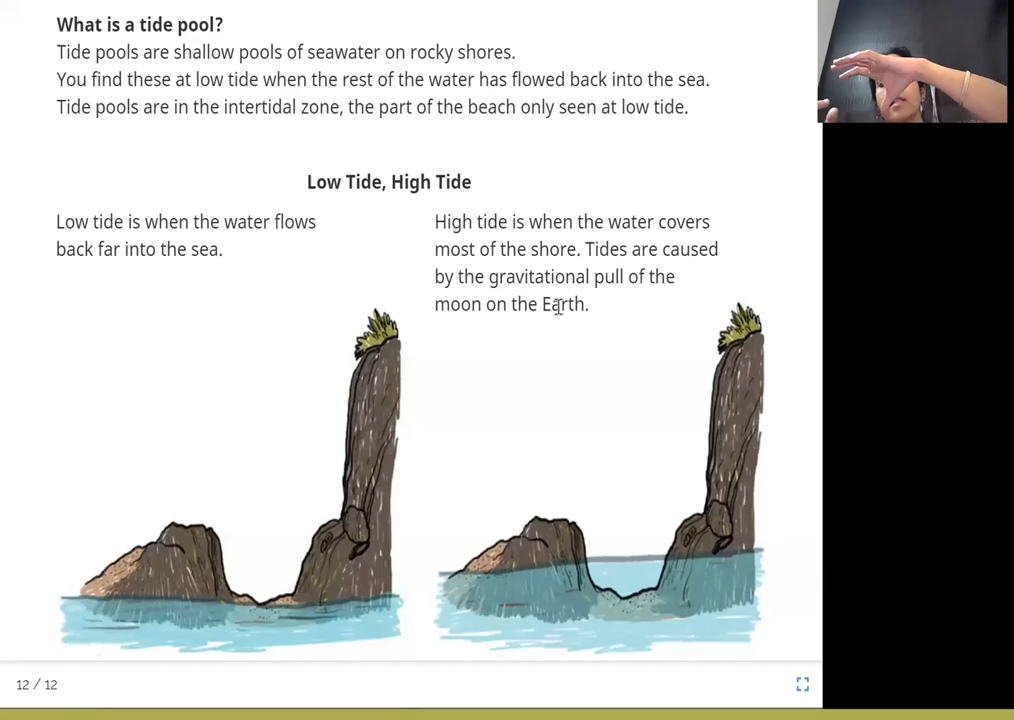 What is a tide pool?
Tide pools are shallow pools of seawater on rocky shores.
You find these at low tide when the rest of the water has flowed back into the sea.
Tide pools are in the intertidal zone, the part of the beach only seen at low tide.
Low Tide, High Tide
Low tide is when the water flows
back far into the sea.
High tide is when the water covers
most of the shore. Tides are caused
by the gravitational pull of the
moon on the Earth.
12 / 12